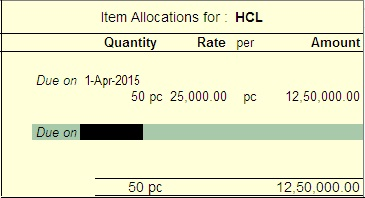 Item Allocations for : HCL
Quantity Rate per Amount
Due on 1-Apr-2015
50 pc 25,000.00 pc 12,50,000.00
Due on
50 pc 12,50,000.00